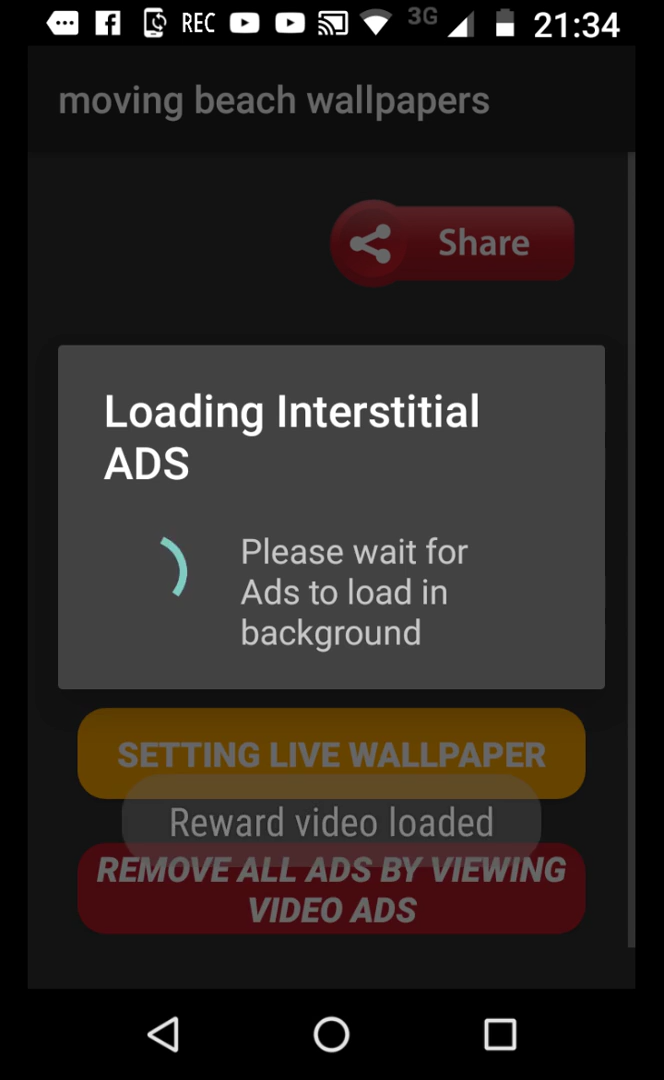 REC 3G 21:34
moving beach wallpapers
Share
Loading Interstitial
ADS
Please wait for
Ads to load in
background
SETTING LIVE WALLPAPER
Reward video loaded
REMOVE ALL ADS BY VIEWING
VIDEO ADS